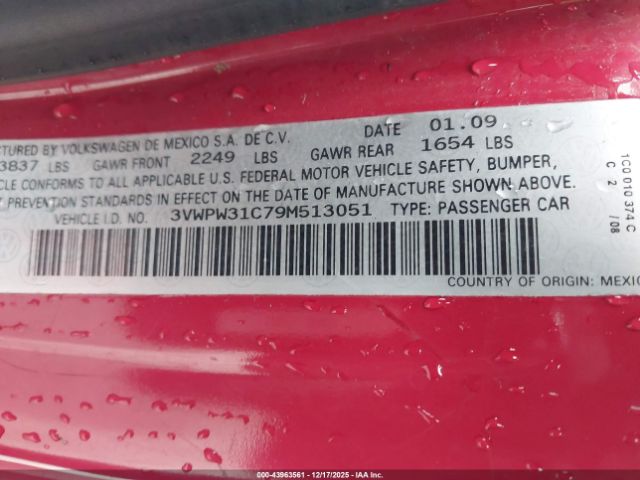 CTURED BY VOLKSWAGEN DE MEXICO S.A. DE C.V. DATE 01.09
3837 LBS GAWR FRONT 2249 LBS GAWR REAR 1654 LBS
ICLE CONFORMS TO ALL APPLICABLE U.S. FEDERAL MOTOR VEHICLE SAFETY, BUMPER,
T PREVENTION STANDARDS IN EFFECT ON THE DATE OF MANUFACTURE SHOWN ABOVE.
VEHICLE I.D. NO.: 3VWPW31C79M513051 TYPE: PASSENGER CAR
COUNTRY OF ORIGIN: MEXIC
1C0 010 374 C
C 2 /08
000-43963561 - 12/17/2025 - COPYRIGHT IAA, LLC